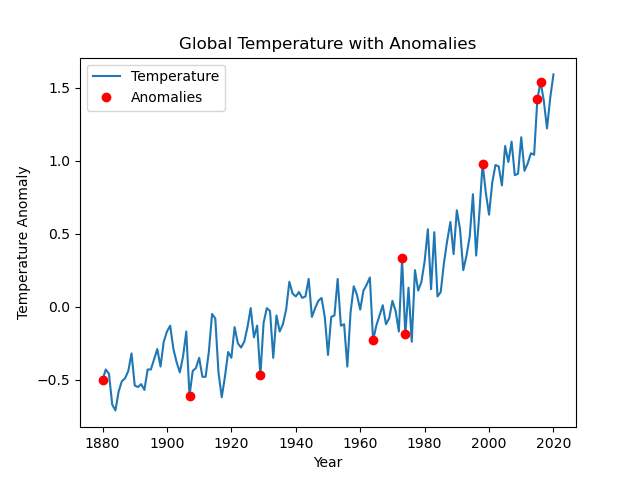 Global Temperature with Anomalies
Temperature
Anomalies
Temperature Anomaly
1.5
1.0
0.5
0.0
−0.5
1880 1900 1920 1940 1960 1980 2000 2020
Year